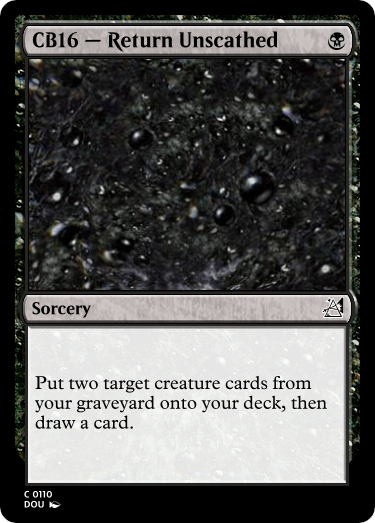 CB16 — Return Unscathed
Sorcery
Put two target creature cards from
your graveyard onto your deck, then
draw a card.
C 0110
DOU